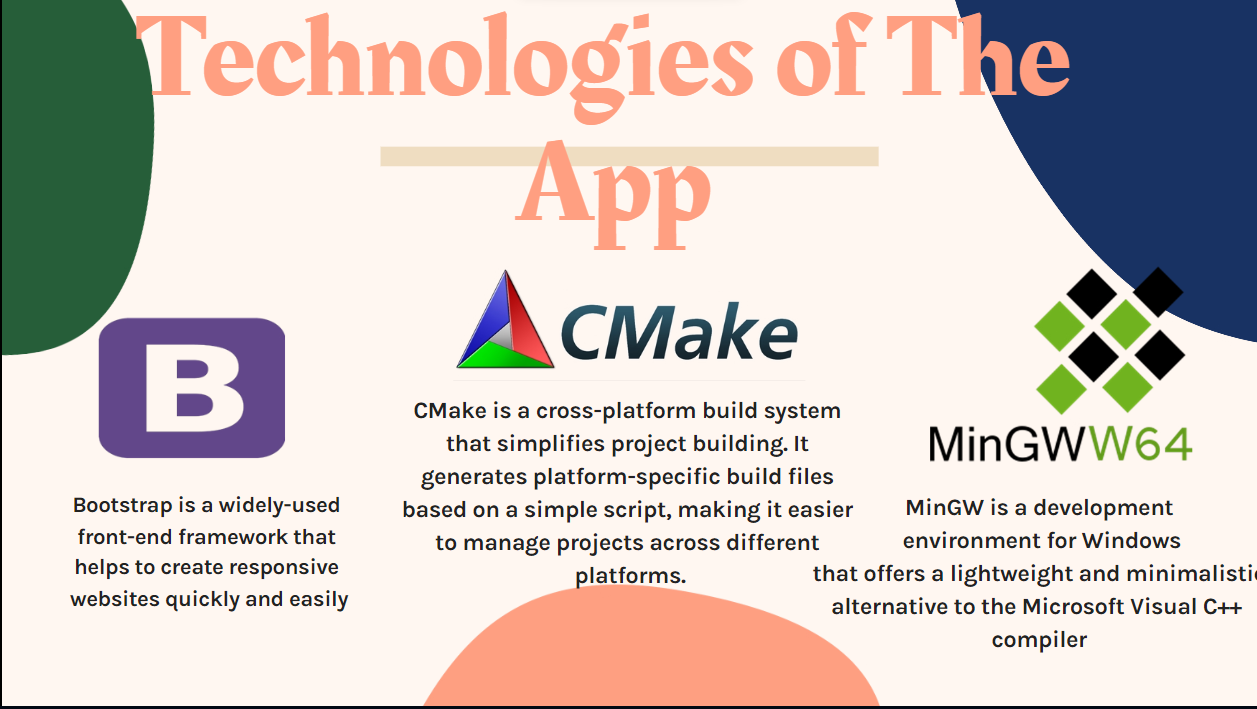 Technologies of The
App
B
CMake
MinGWW64
Bootstrap is a widely-used
front-end framework that
helps to create responsive
websites quickly and easily
CMake is a cross-platform build system
that simplifies project building. It
generates platform-specific build files
based on a simple script, making it easier
to manage projects across different
platforms.
MinGW is a development
environment for Windows
that offers a lightweight and minimalistic
alternative to the Microsoft Visual C++
compiler